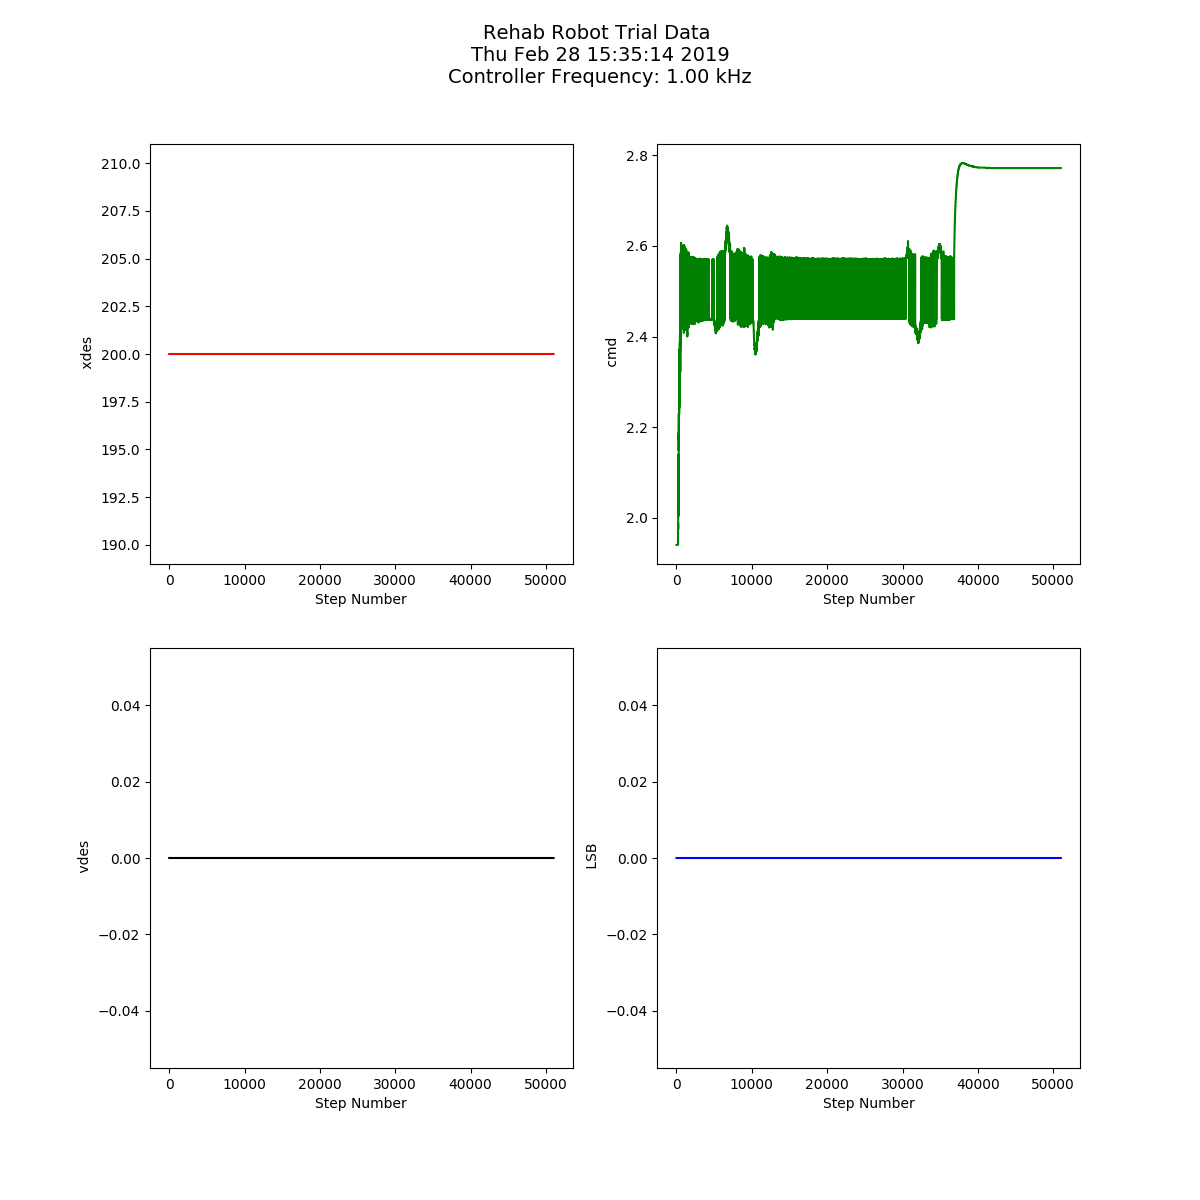 Rehab Robot Trial Data
Thu Feb 28 15:35:14 2019
Controller Frequency: 1.00 kHz
210.0
207.5
205.0
202.5
200.0
197.5
195.0
192.5
190.0
xdes
0 10000 20000 30000 40000 50000
Step Number
2.8
2.6
2.4
2.2
2.0
cmd
0 10000 20000 30000 40000 50000
Step Number
0.04
0.02
0.00
−0.02
−0.04
vdes
0 10000 20000 30000 40000 50000
Step Number
0.04
0.02
0.00
−0.02
−0.04
LSB
0 10000 20000 30000 40000 50000
Step Number